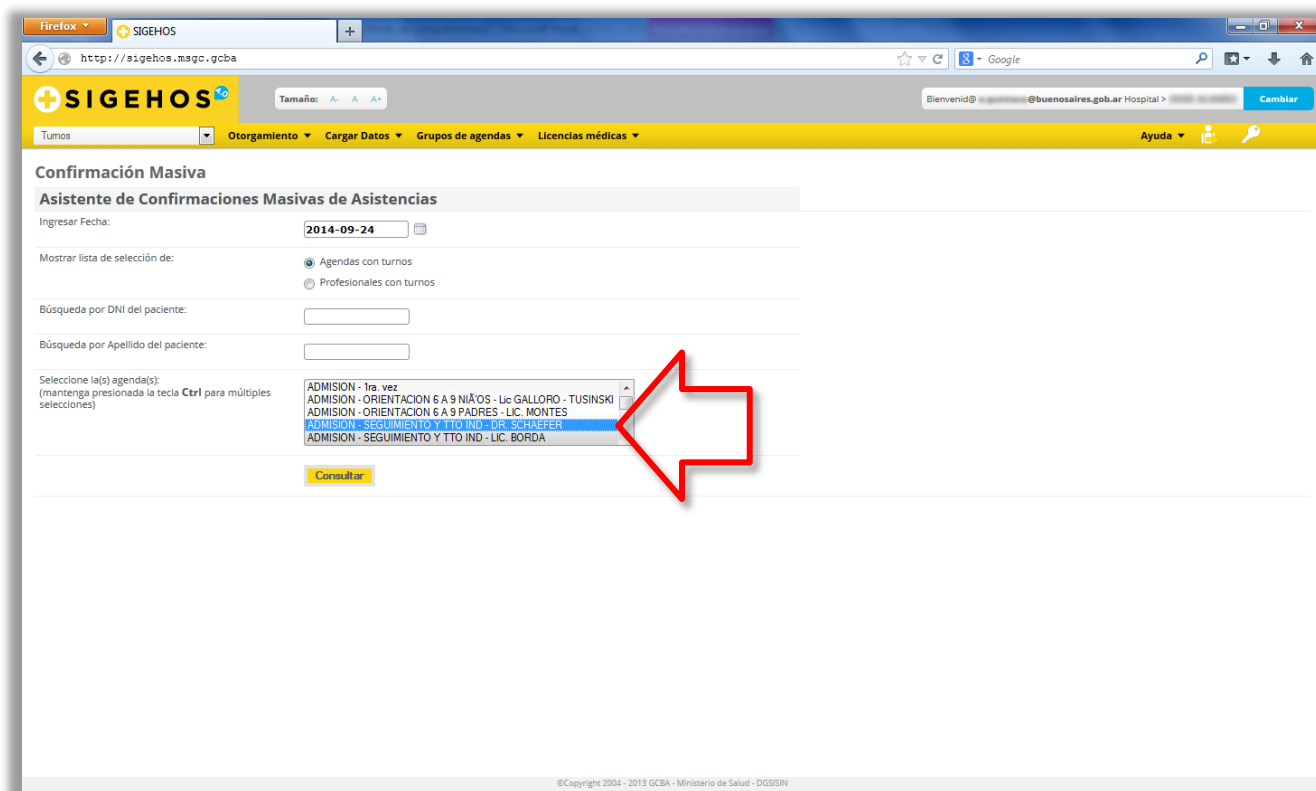 Firefox
SIGEHOS
http://sigehos.msgc.gcba
Google
SIGEHOS
Tamaño: A- A A+
Bienvenid@ @buenosaires.gob.ar Hospital >
Cambiar
Turnos
Otorgamiento Cargar Datos Grupos de agendas Licencias médicas
Ayuda
Confirmación Masiva
Asistente de Confirmaciones Masivas de Asistencias
Ingresar Fecha:
2014-09-24
Mostrar lista de selección de:
Agendas con turnos
Profesionales con turnos
Búsqueda por DNI del paciente:
Búsqueda por Apellido del paciente:
Seleccione la(s) agenda(s):
(mantenga presionada la tecla Ctrl para múltiples
selecciones)
ADMISION - 1ra. vez
ADMISION - ORIENTACION 6 A 9 NIÃ'OS - Lic GALLORO - TUSINSKI
ADMISION - ORIENTACION 6 A 9 PADRES - LIC. MONTES
ADMISION - SEGUIMIENTO Y TTO IND - DR. SCHAEFER
ADMISION - SEGUIMIENTO Y TTO IND - LIC. BORDA
Consultar
©Copyright 2004 - 2013 GCBA - Ministerio de Salud - DGSISIN